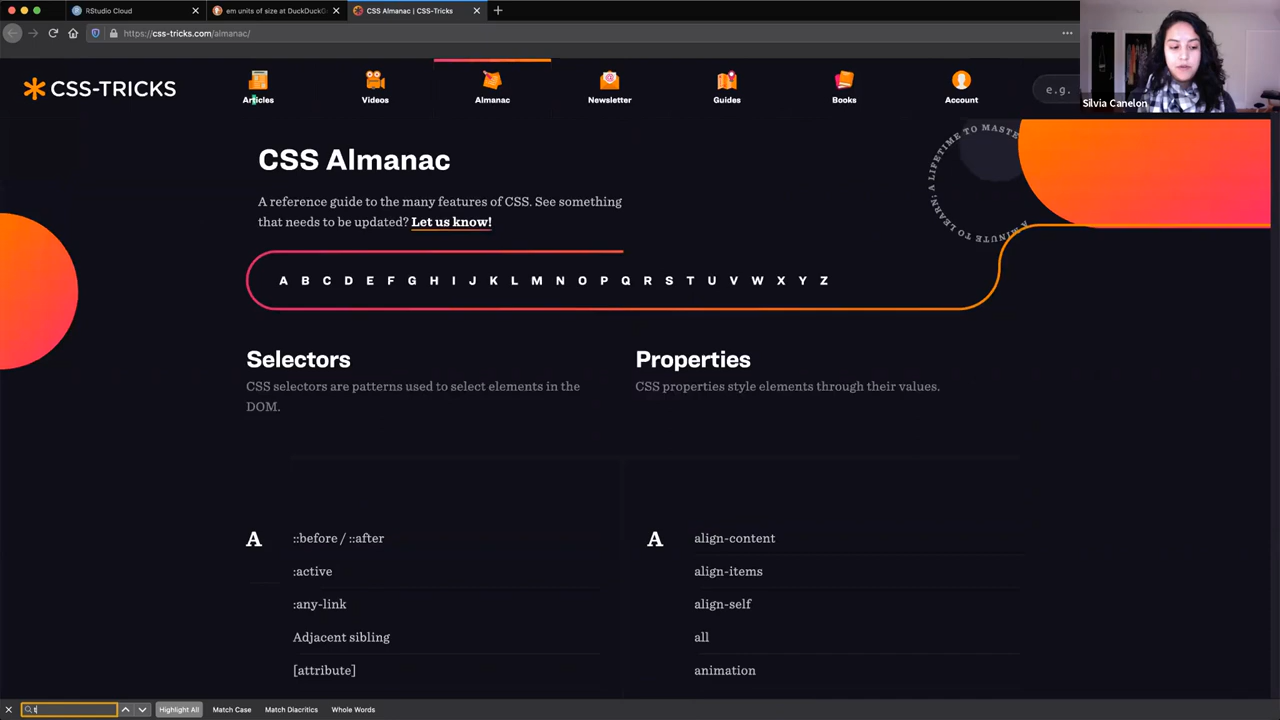 RStudio Cloud
em units of size at DuckDuckG
CSS Almanac | CSS-Tricks
https://css-tricks.com/almanac/
CSS-TRICKS
Articles
Videos
Almanac
Newsletter
Guides
Books
Account
e.g.
Silvia Canelon
CSS Almanac
A reference guide to the many features of CSS. See something
that needs to be updated? Let us know!
A MINUTE TO LEARN; A LIFETIME TO MASTE
A B C D E F G H I J K L M N O P Q R S T U V W X Y Z
Selectors
CSS selectors are patterns used to select elements in the
DOM.
Properties
CSS properties style elements through their values.
A
::before / ::after
:active
:any-link
Adjacent sibling
[attribute]
A
align-content
align-items
align-self
all
animation
t
Highlight All
Match Case
Match Diacritics
Whole Words